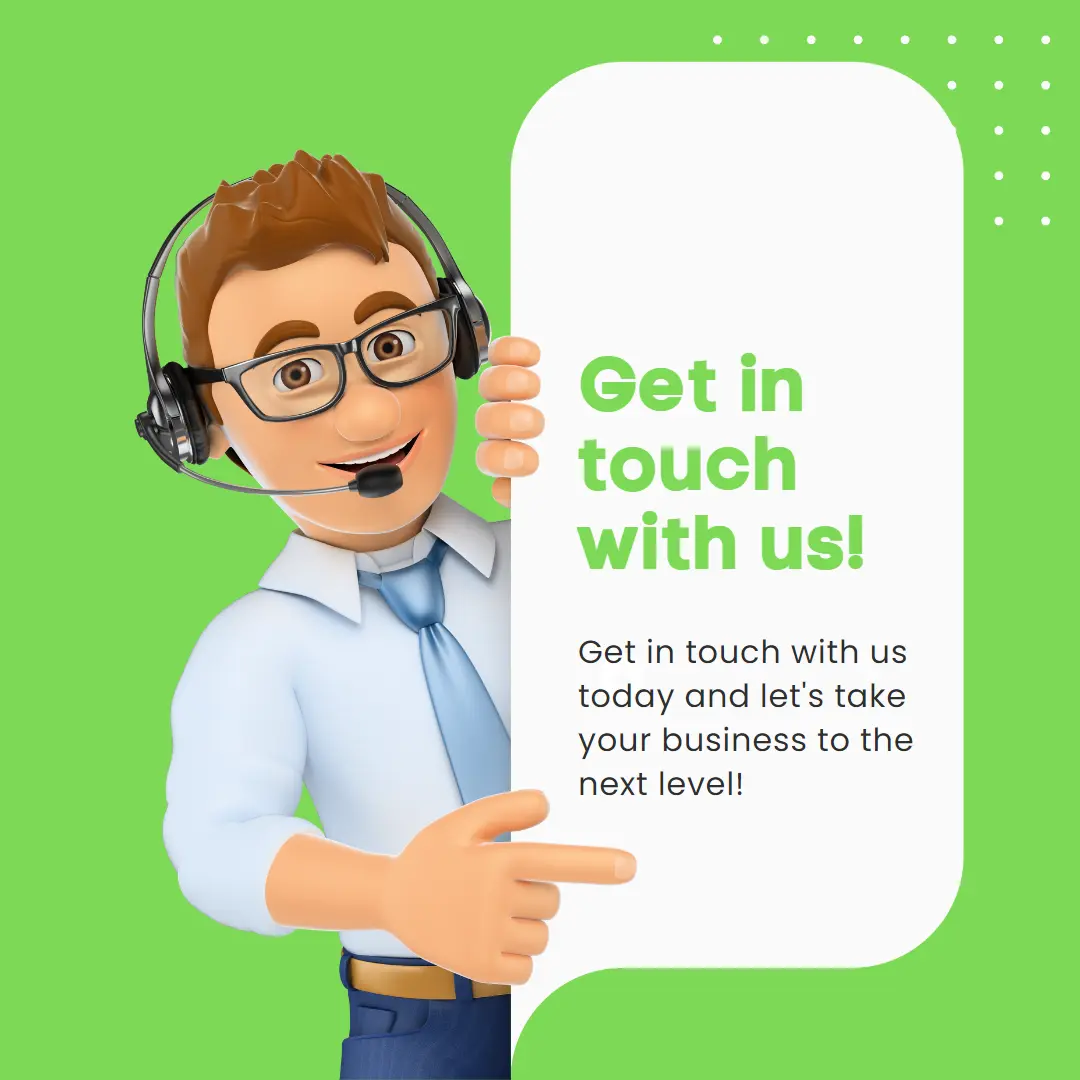 Get in
touch
with us!
Get in touch with us
today and let's take
your business to the
next level!